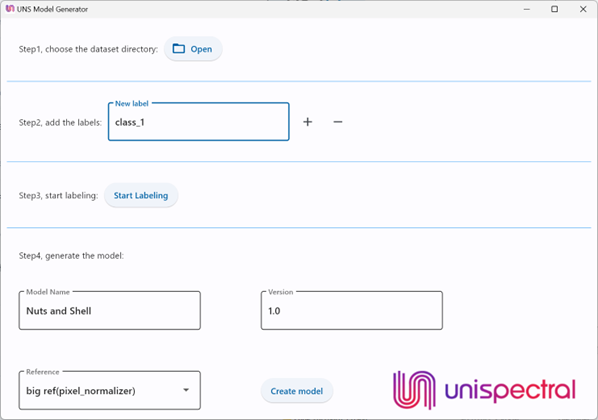 UNS Model Generator
Step1, choose the dataset directory: Open
New label
Step2, add the labels: class_1
Step3, start labeling: Start Labeling
Step4, generate the model:
Model Name Version
Nuts and Shell 1.0
Reference
big ref(pixel_normalizer) Create model
unispectral